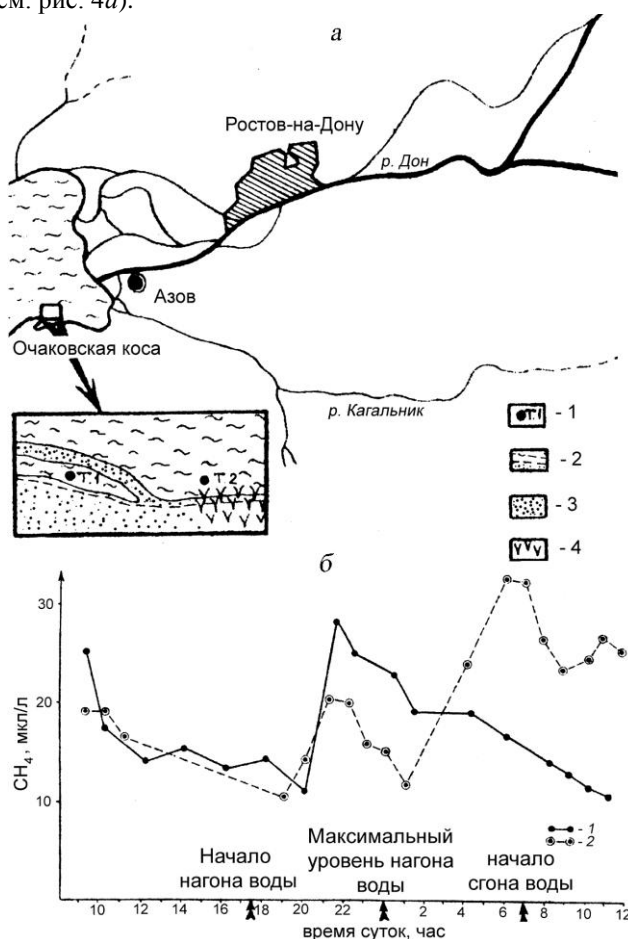 см. рис. 4а).
а
Ростов-на-Дону
р. Дон
Азов
Очаковская коса
р. Кагальник
Т.1 - 1
- 2
- 3
- 4
Т.1
Т.2
б
CH₄, мкл/л
30
20
10
- 1
- 2
Начало
нагона воды
Максимальный
уровень нагона
воды
начало
сгона воды
10 12 14 16 18 20 22 2 4 6 8 10 12
время суток, час